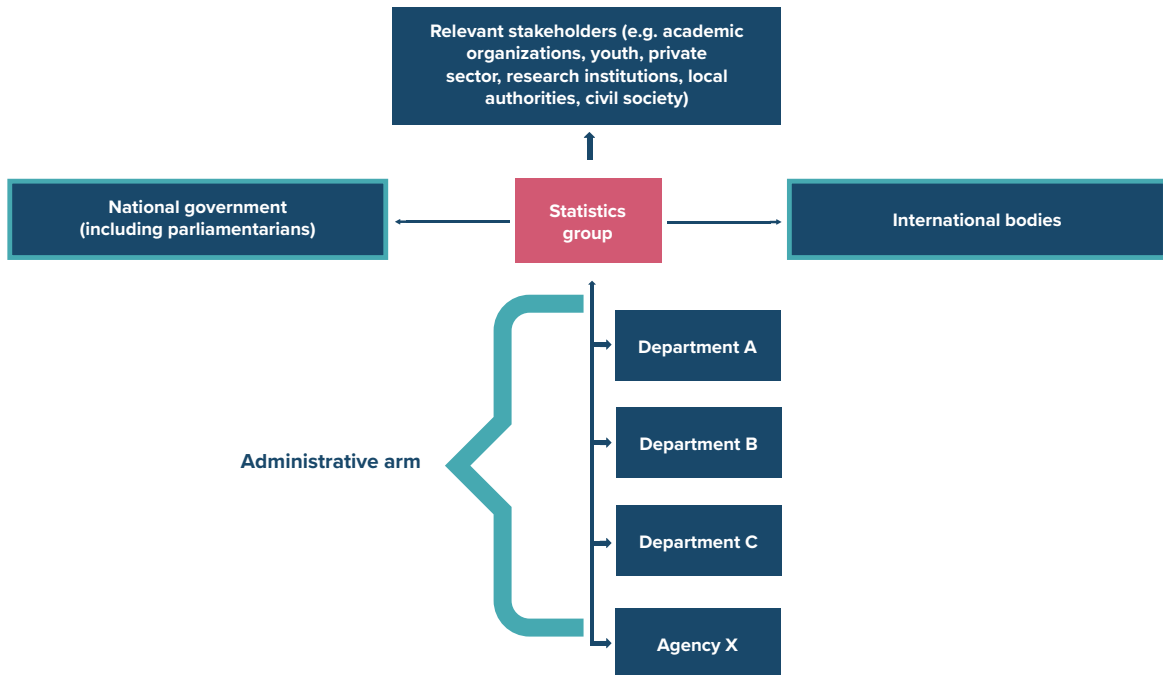 Relevant stakeholders (e.g. academic
organizations, youth, private
sector, research institutions, local
authorities, civil society)
National government
(including parliamentarians)
Statistics
group
International bodies
Department A
Department B
Administrative arm
Department C
Agency X